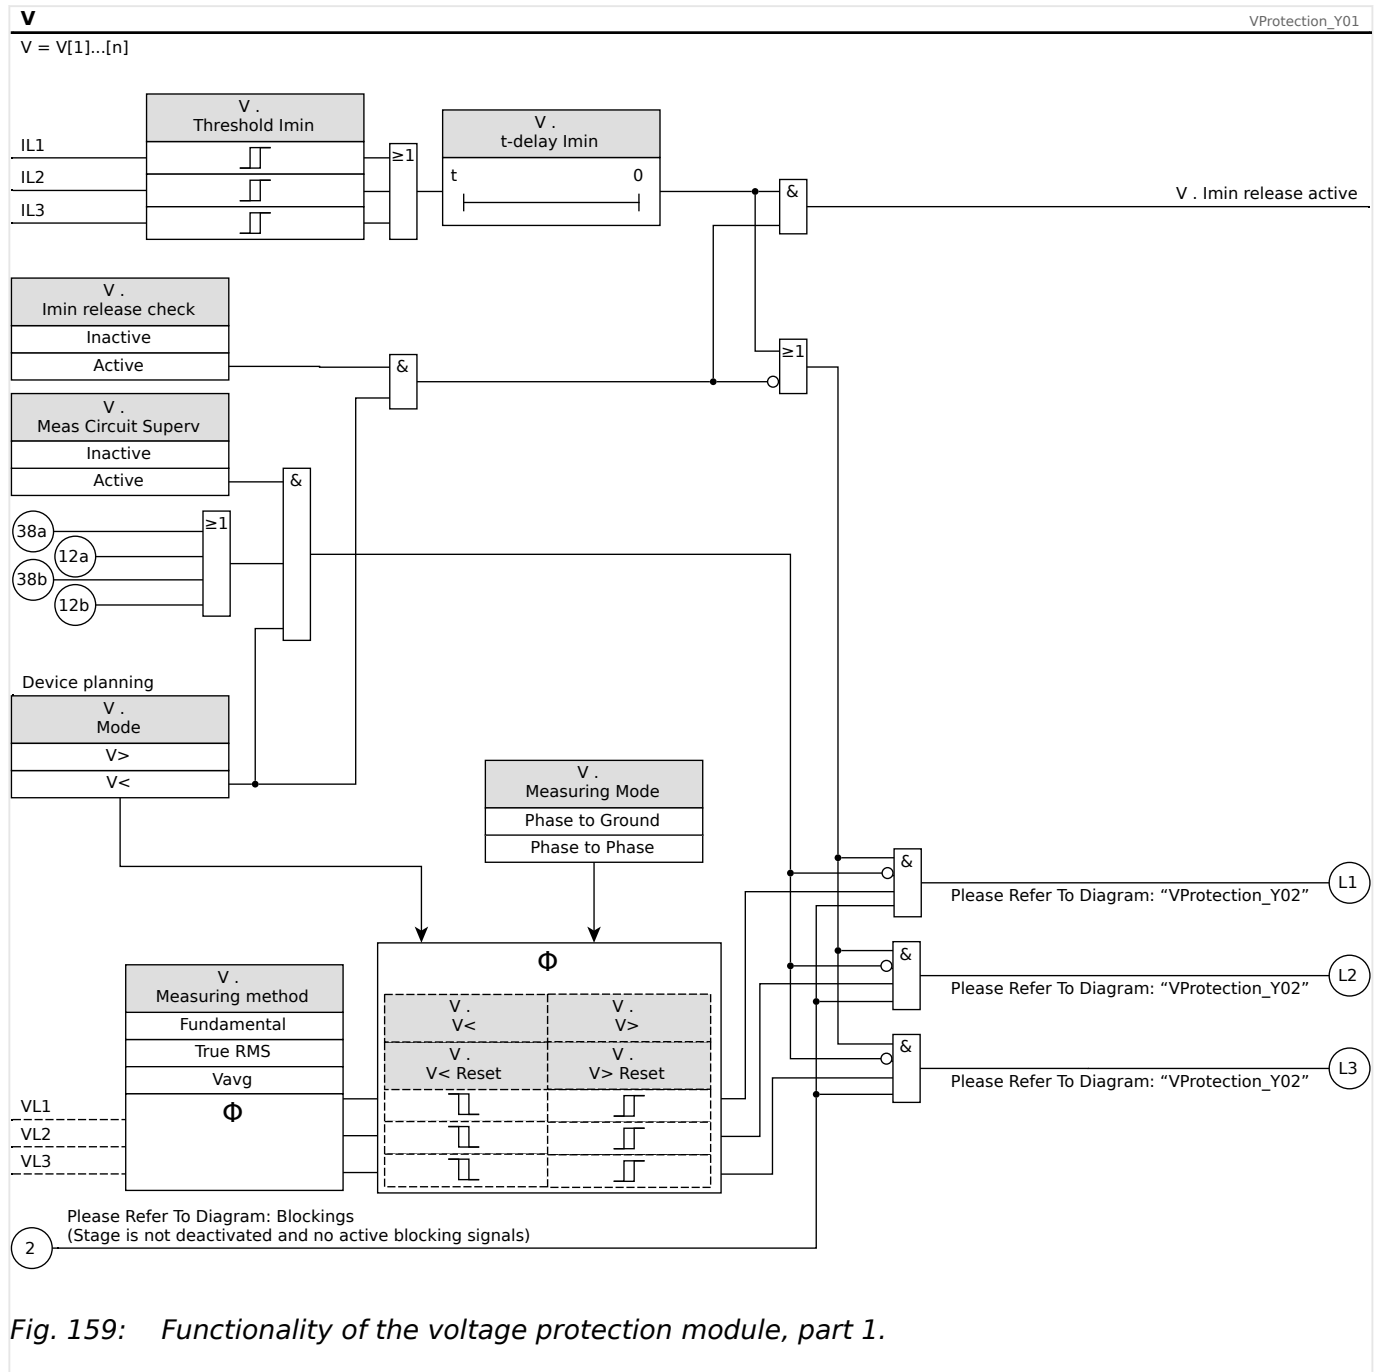 V
VProtection_Y01
V = V[1]...[n]
V .
Threshold Imin
IL1
IL2
IL3
≥1
V .
t-delay Imin
t
0
&
V . Imin release active
V .
Imin release check
Inactive
Active
&
≥1
V .
Meas Circuit Superv
Inactive
Active
&
38a
12a
38b
12b
≥1
Device planning
V .
Mode
V>
V<
V .
Measuring Mode
Phase to Ground
Phase to Phase
&
L1
Please Refer To Diagram: “VProtection_Y02”
&
L2
Please Refer To Diagram: “VProtection_Y02”
&
L3
Please Refer To Diagram: “VProtection_Y02”
V .
Measuring method
Fundamental
True RMS
Vavg
Φ
VL1
VL2
VL3
Φ
V .
V<
V .
V>
V .
V< Reset
V .
V> Reset
Please Refer To Diagram: Blockings
(Stage is not deactivated and no active blocking signals)
2
Fig. 159: Functionality of the voltage protection module, part 1.